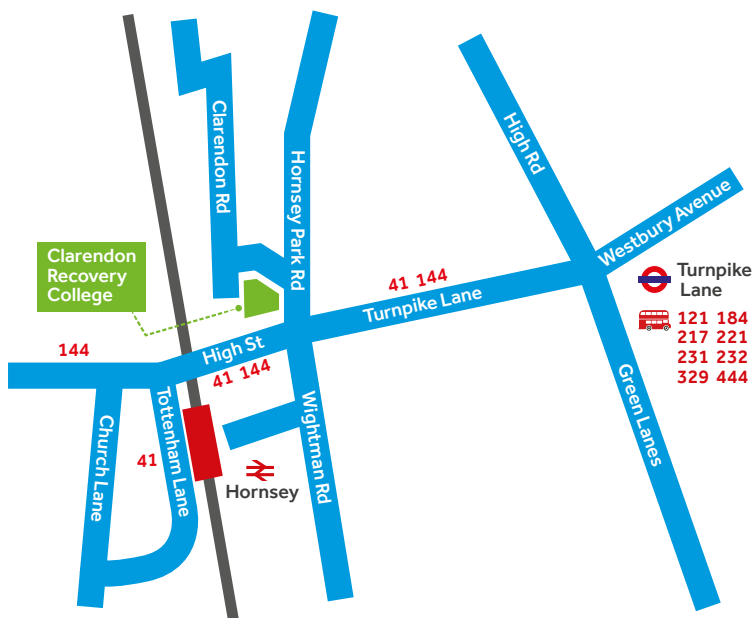 High Rd
Clarendon Rd
Hornsey Park Rd
Westbury Avenue
Clarendon
Recovery
College
Turnpike
Lane
41 144
Turnpike Lane
121 184
217 221
231 232
329 444
High St
144
41 144
Green Lanes
Tottenham Lane
Wightman Rd
Church Lane
41
Hornsey